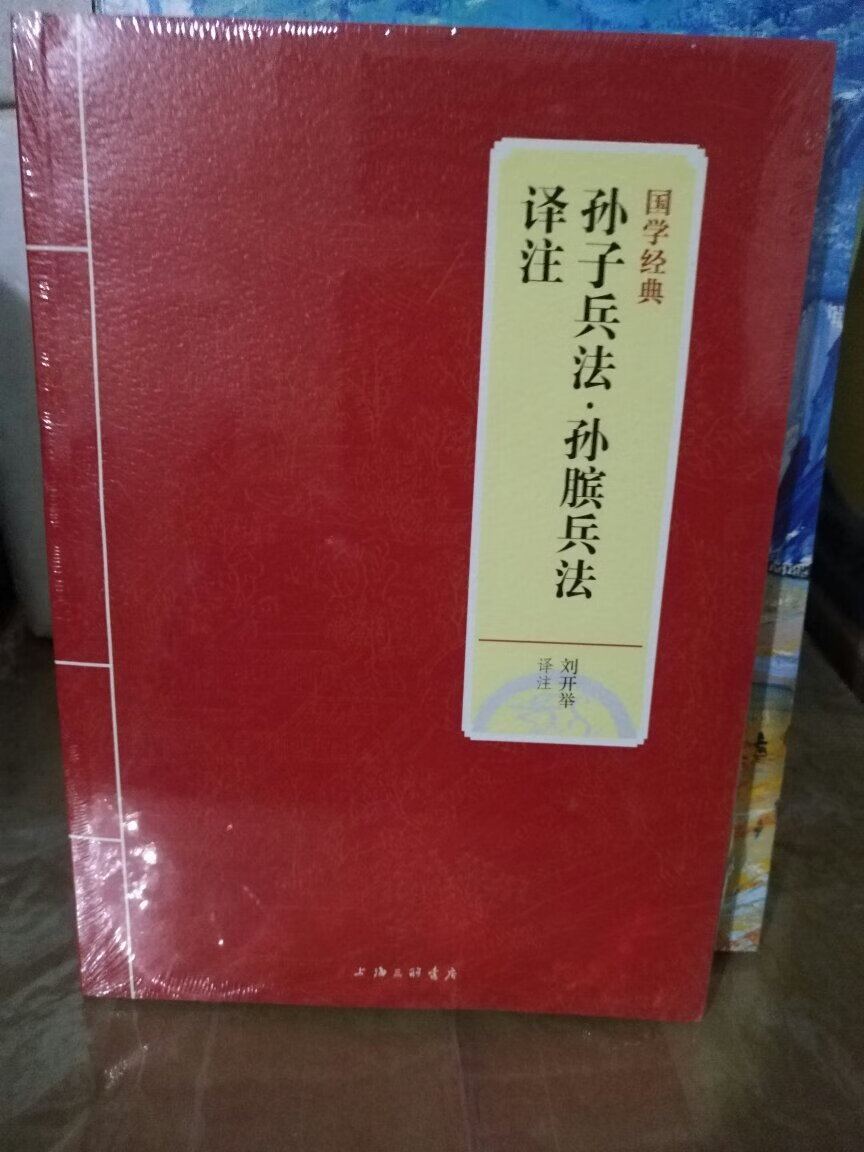 国学经典
孙子兵法·孙膑兵法
译注
刘开举
译注
上海三联书店